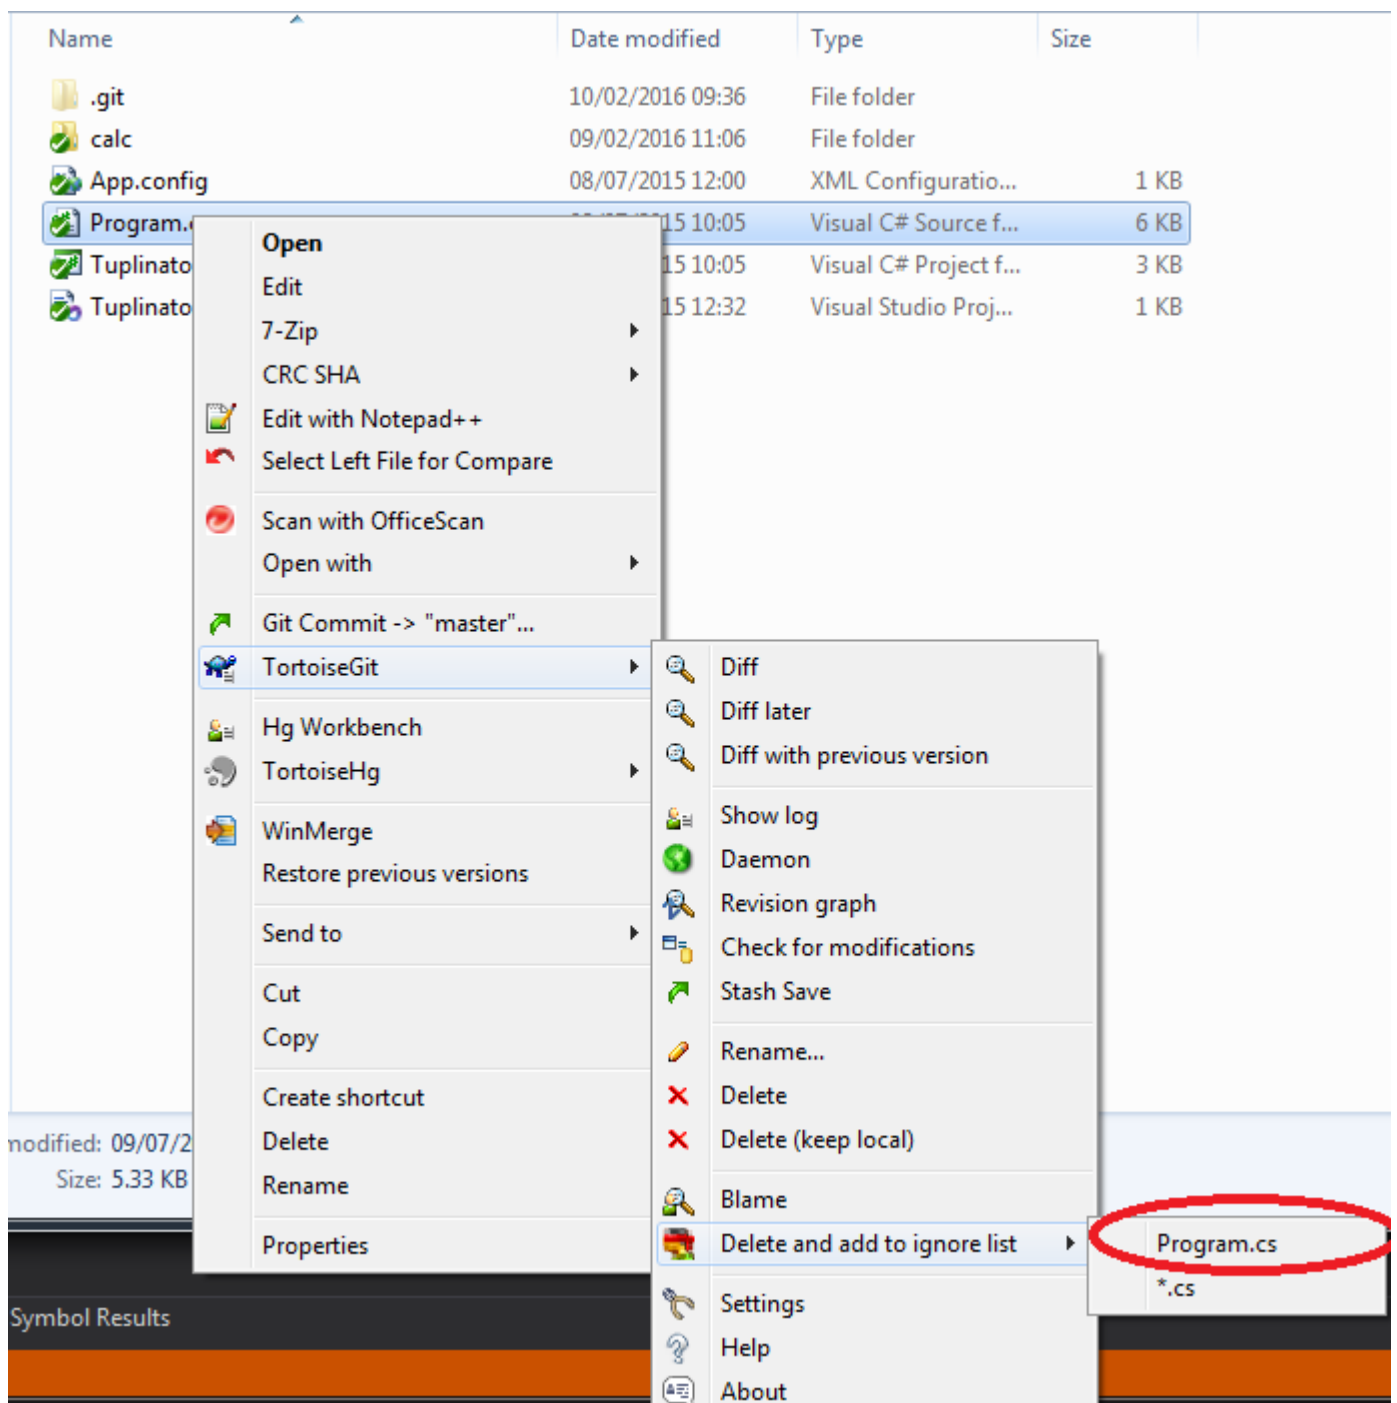 Name Date modified Type Size
.git 10/02/2016 09:36 File folder
calc 09/02/2016 11:06 File folder
App.config 08/07/2015 12:00 XML Configuratio... 1 KB
Program. 15 10:05 Visual C# Source f... 6 KB
Tuplinato 15 10:05 Visual C# Project f... 3 KB
Tuplinato 15 12:32 Visual Studio Proj... 1 KB
Open
Edit
7-Zip
CRC SHA
Edit with Notepad++
Select Left File for Compare
Scan with OfficeScan
Open with
Git Commit -> "master"...
TortoiseGit
Hg Workbench
TortoiseHg
WinMerge
Restore previous versions
Send to
Cut
Copy
Create shortcut
Delete
Rename
Properties
Diff
Diff later
Diff with previous version
Show log
Daemon
Revision graph
Check for modifications
Stash Save
Rename...
Delete
Delete (keep local)
Blame
Delete and add to ignore list
Settings
Help
About
Program.cs
*.cs
modified: 09/07/2
Size: 5.33 KB
Symbol Results